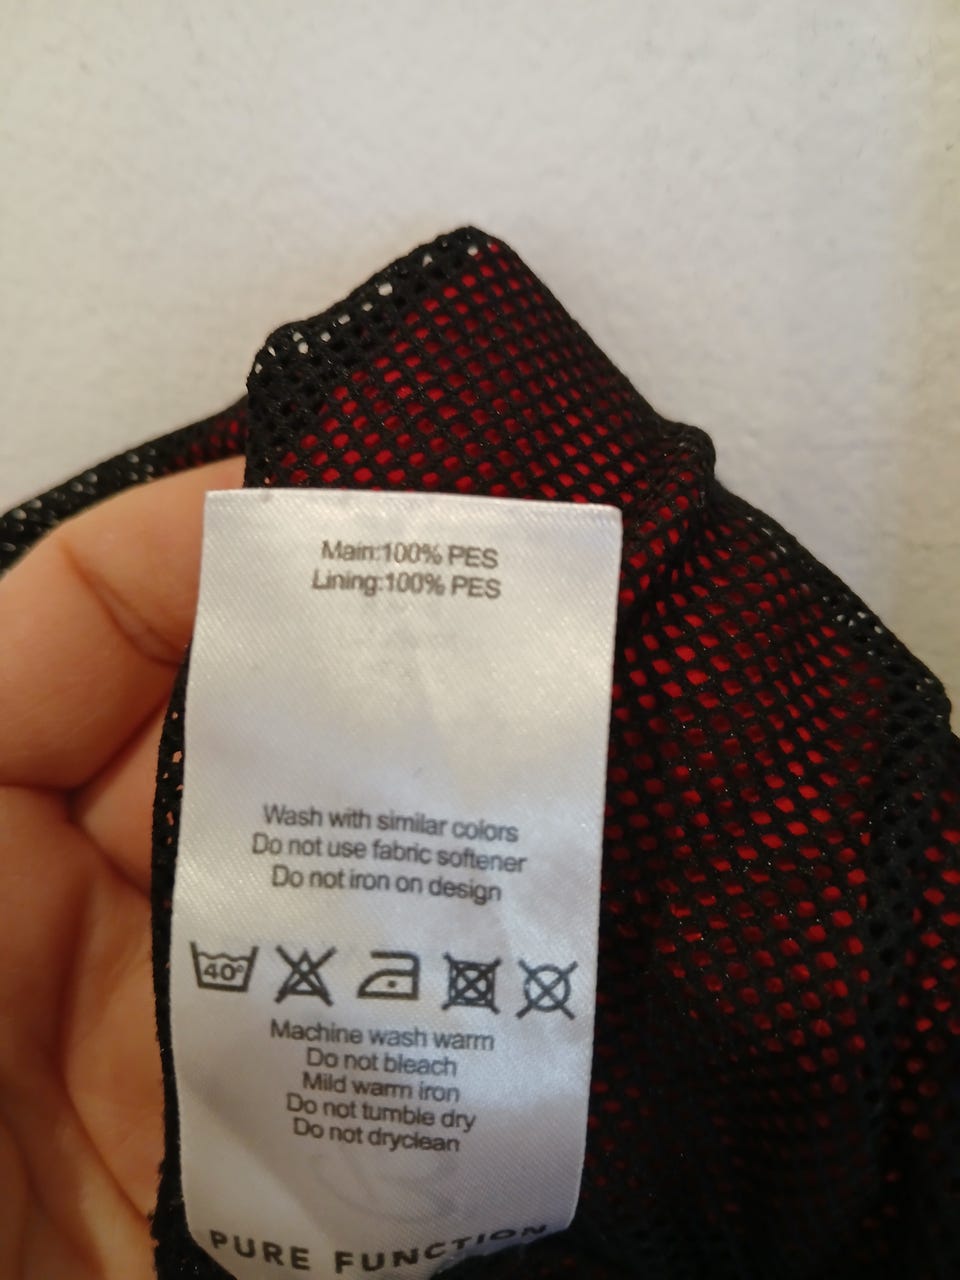 Main:100% PES
Lining:100% PES
Wash with similar colors
Do not use fabric softener
Do not iron on design
40°
Machine wash warm
Do not bleach
Mild warm iron
Do not tumble dry
Do not dryclean
PURE FUNCTION